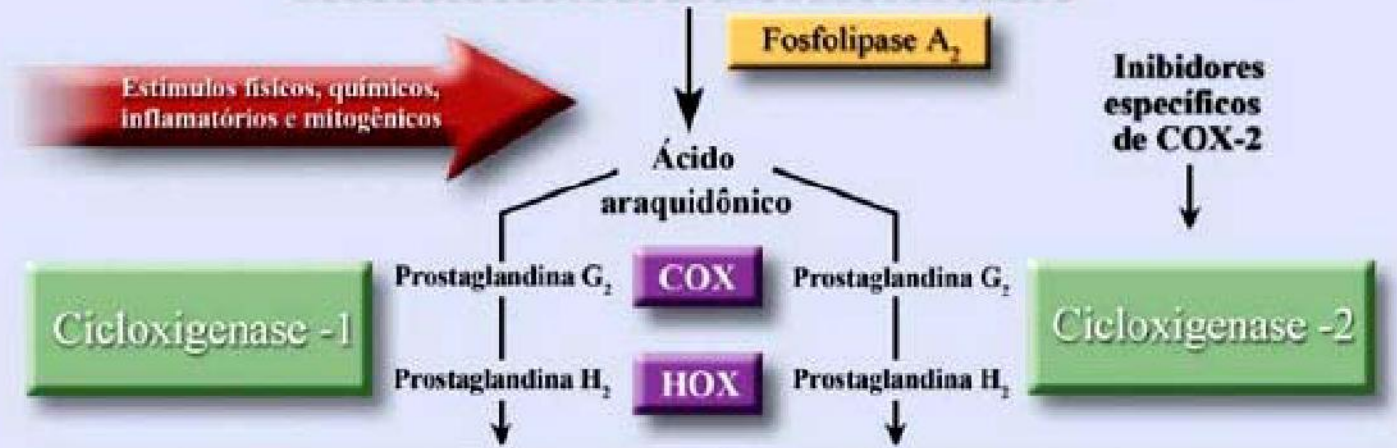 Fosfolipase A₂
Estímulos físicos, químicos,
inflamatórios e mitogênicos
Inibidores
específicos
de COX-2
Ácido
araquidônico
Prostaglandina G₂
COX
Prostaglandina G₂
Cicloxigenase -1
Cicloxigenase -2
Prostaglandina H₂
HOX
Prostaglandina H₂